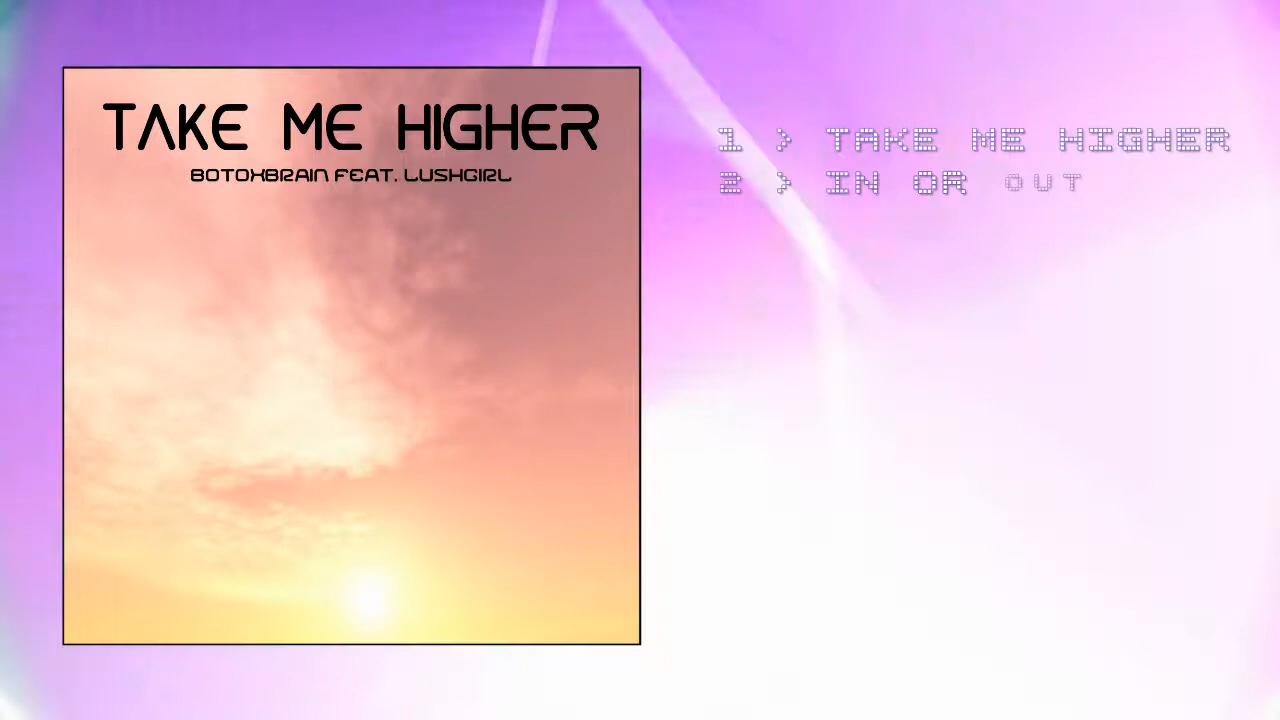 TAKE ME HIGHER
BOTOXBRAIN FEAT. LUSHGIRL
1 > TAKE ME HIGHER
2 > IN OR OUT